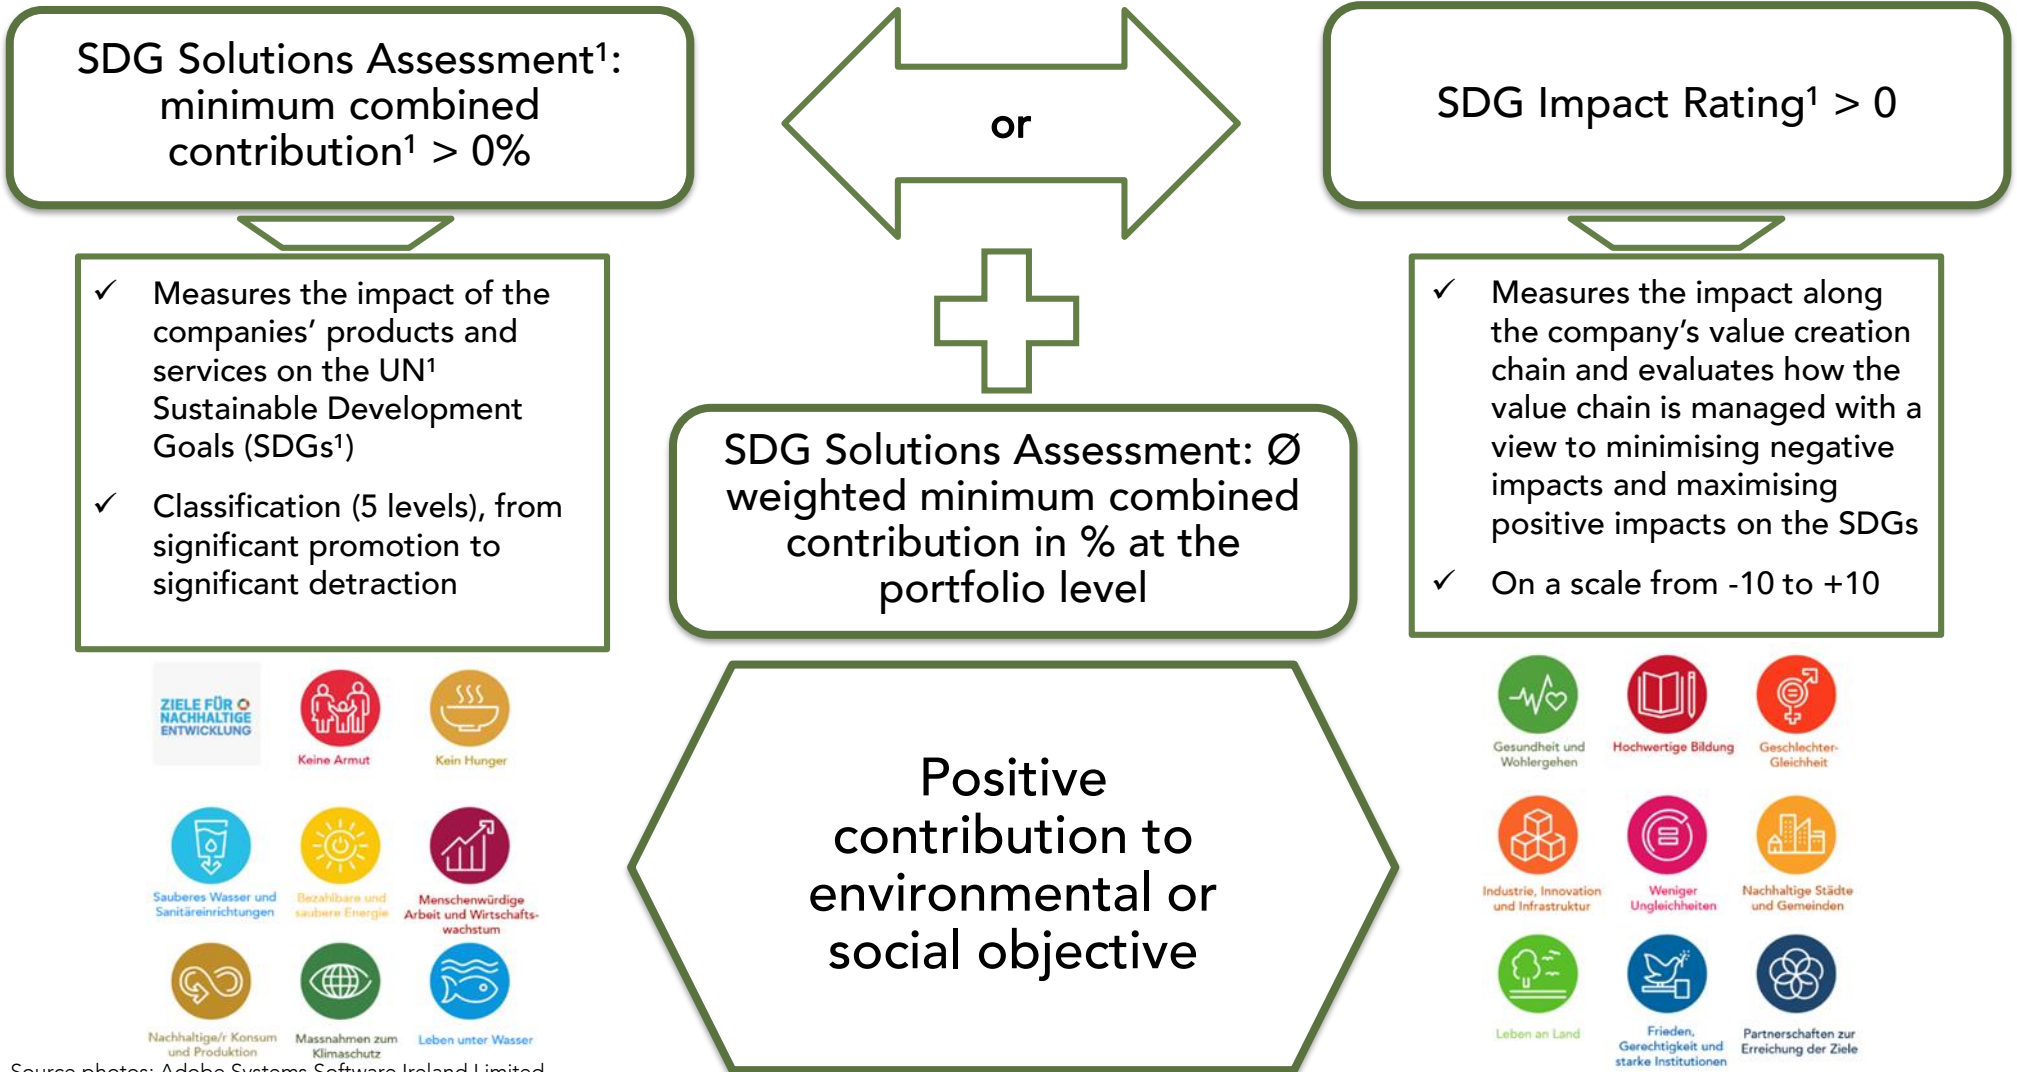 SDG Solutions Assessment¹:
minimum combined
contribution¹ > 0%
or
SDG Impact Rating¹ > 0
✓ Measures the impact of the
companies’ products and
services on the UN¹
Sustainable Development
Goals (SDGs¹)
✓ Classification (5 levels), from
significant promotion to
significant detraction
SDG Solutions Assessment: Ø
weighted minimum combined
contribution in % at the
portfolio level
✓ Measures the impact along
the company’s value creation
chain and evaluates how the
value chain is managed with a
view to minimising negative
impacts and maximising
positive impacts on the SDGs
✓ On a scale from -10 to +10
ZIELE FÜR
NACHHALTIGE
ENTWICKLUNG
Keine Armut
Kein Hunger
Sauberes Wasser und
Sanitäreinrichtungen
Bezahlbare und
saubere Energie
Menschenwürdige
Arbeit und Wirtschafts-
wachstum
Nachhaltige/r Konsum
und Produktion
Massnahmen zum
Klimaschutz
Leben unter Wasser
Positive
contribution to
environmental or
social objective
Gesundheit und
Wohlergehen
Hochwertige Bildung
Geschlechter-
Gleichheit
Industrie, Innovation
und Infrastruktur
Weniger
Ungleichheiten
Nachhaltige Städte
und Gemeinden
Leben an Land
Frieden,
Gerechtigkeit und
starke Institutionen
Partnerschaften zur
Erreichung der Ziele
Source photos: Adobe Systems Software Ireland Limited